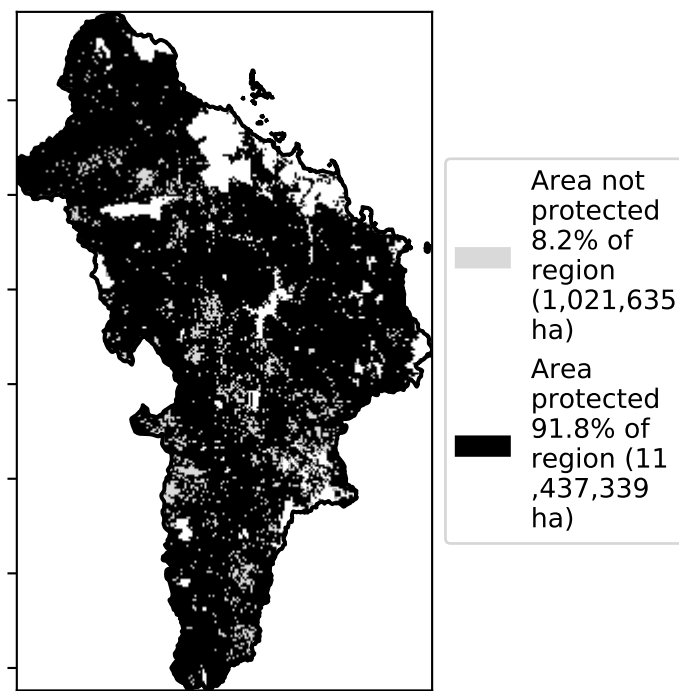 Area not
protected
8.2% of
region
(1,021,635
ha)
Area
protected
91.8% of
region (11
,437,339
ha)